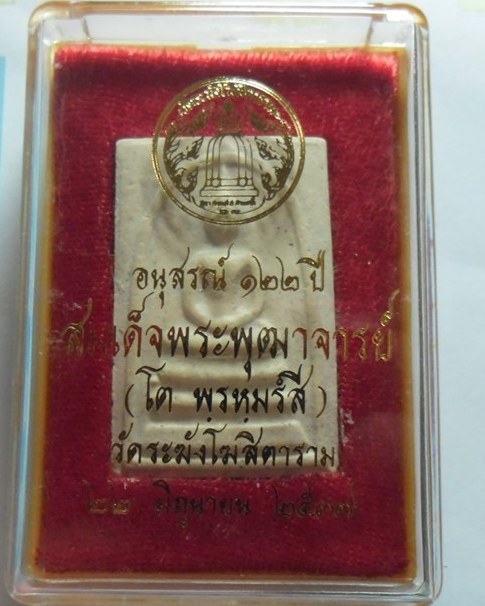 อนุสรณ์ ๑๒๒ ปี
สมเด็จพระพุฒาจารย์
(โต พฺรหฺมรํสี)
วัดระฆังโฆสิตาราม
๒๒ มิถุนายน ๒๕๓๗